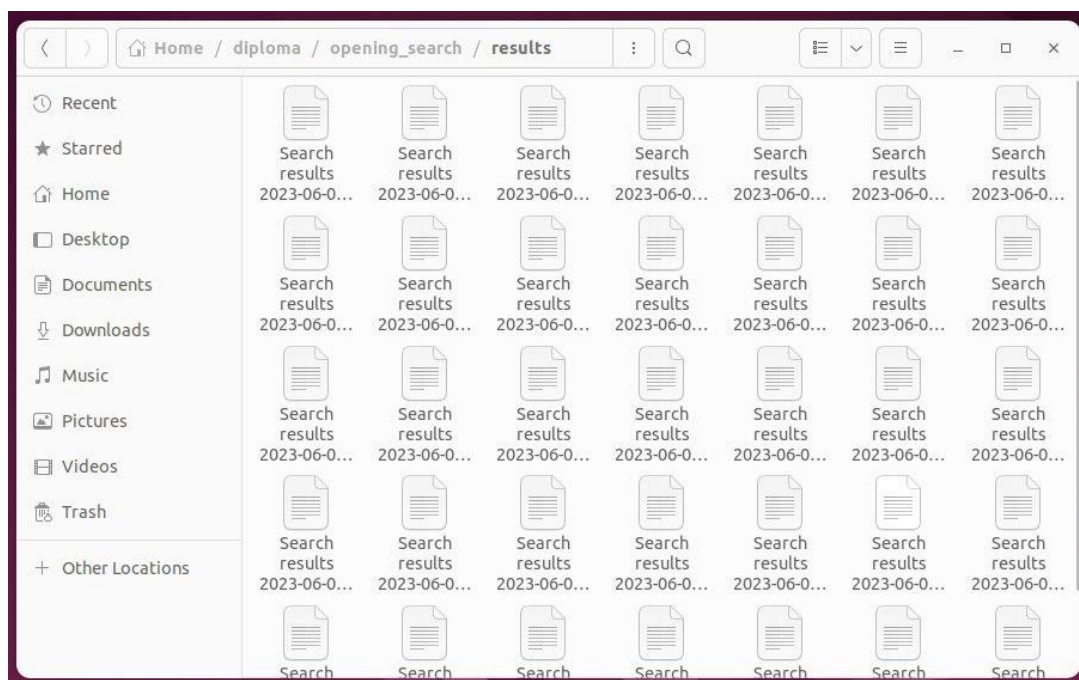 Home / diploma / opening_search / results
Recent
Starred
Home
Desktop
Documents
Downloads
Music
Pictures
Videos
Trash
+ Other Locations
Search Search Search Search Search Search Search
results results results results results results results
2023-06-0... 2023-06-0... 2023-06-0... 2023-06-0... 2023-06-0... 2023-06-0... 2023-06-0...
Search Search Search Search Search Search Search
results results results results results results results
2023-06-0... 2023-06-0... 2023-06-0... 2023-06-0... 2023-06-0... 2023-06-0... 2023-06-0...
Search Search Search Search Search Search Search
results results results results results results results
2023-06-0... 2023-06-0... 2023-06-0... 2023-06-0... 2023-06-0... 2023-06-0... 2023-06-0...
Search Search Search Search Search Search Search
results results results results results results results
2023-06-0... 2023-06-0... 2023-06-0... 2023-06-0... 2023-06-0... 2023-06-0... 2023-06-0...
Search Search Search Search Search Search Search